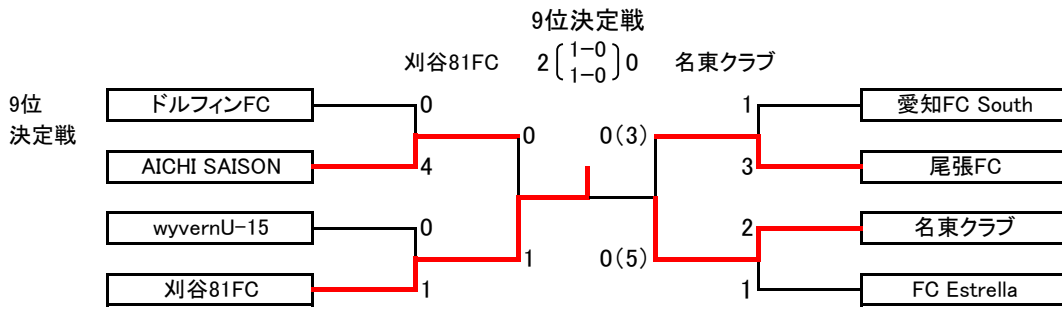 9位決定戦
刈谷81FC 2 1-0 0 名東クラブ
1-0
9位
決定戦
ドルフィンFC 0 1 愛知FC South
0 0(3)
AICHI SAISON 4 3 尾張FC
wyvernU-15 0 2 名東クラブ
1 0(5)
刈谷81FC 1 1 FC Estrella